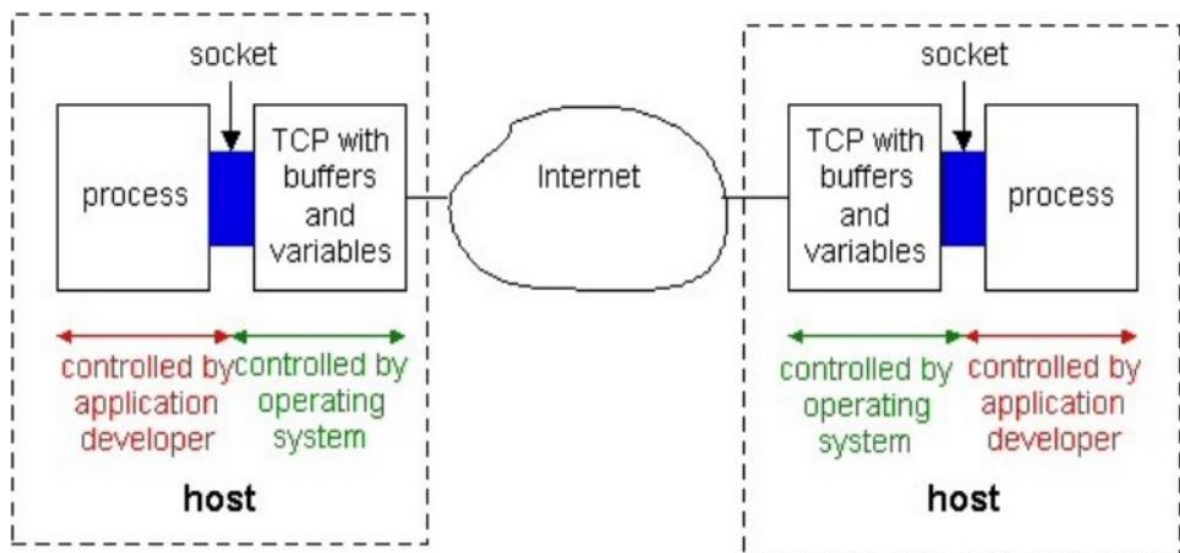 socket
process
TCP with
buffers
and
variables
controlled by
application
developer
controlled by
operating
system
host
Internet
socket
TCP with
buffers
and
variables
process
controlled by
operating
system
controlled by
application
developer
host